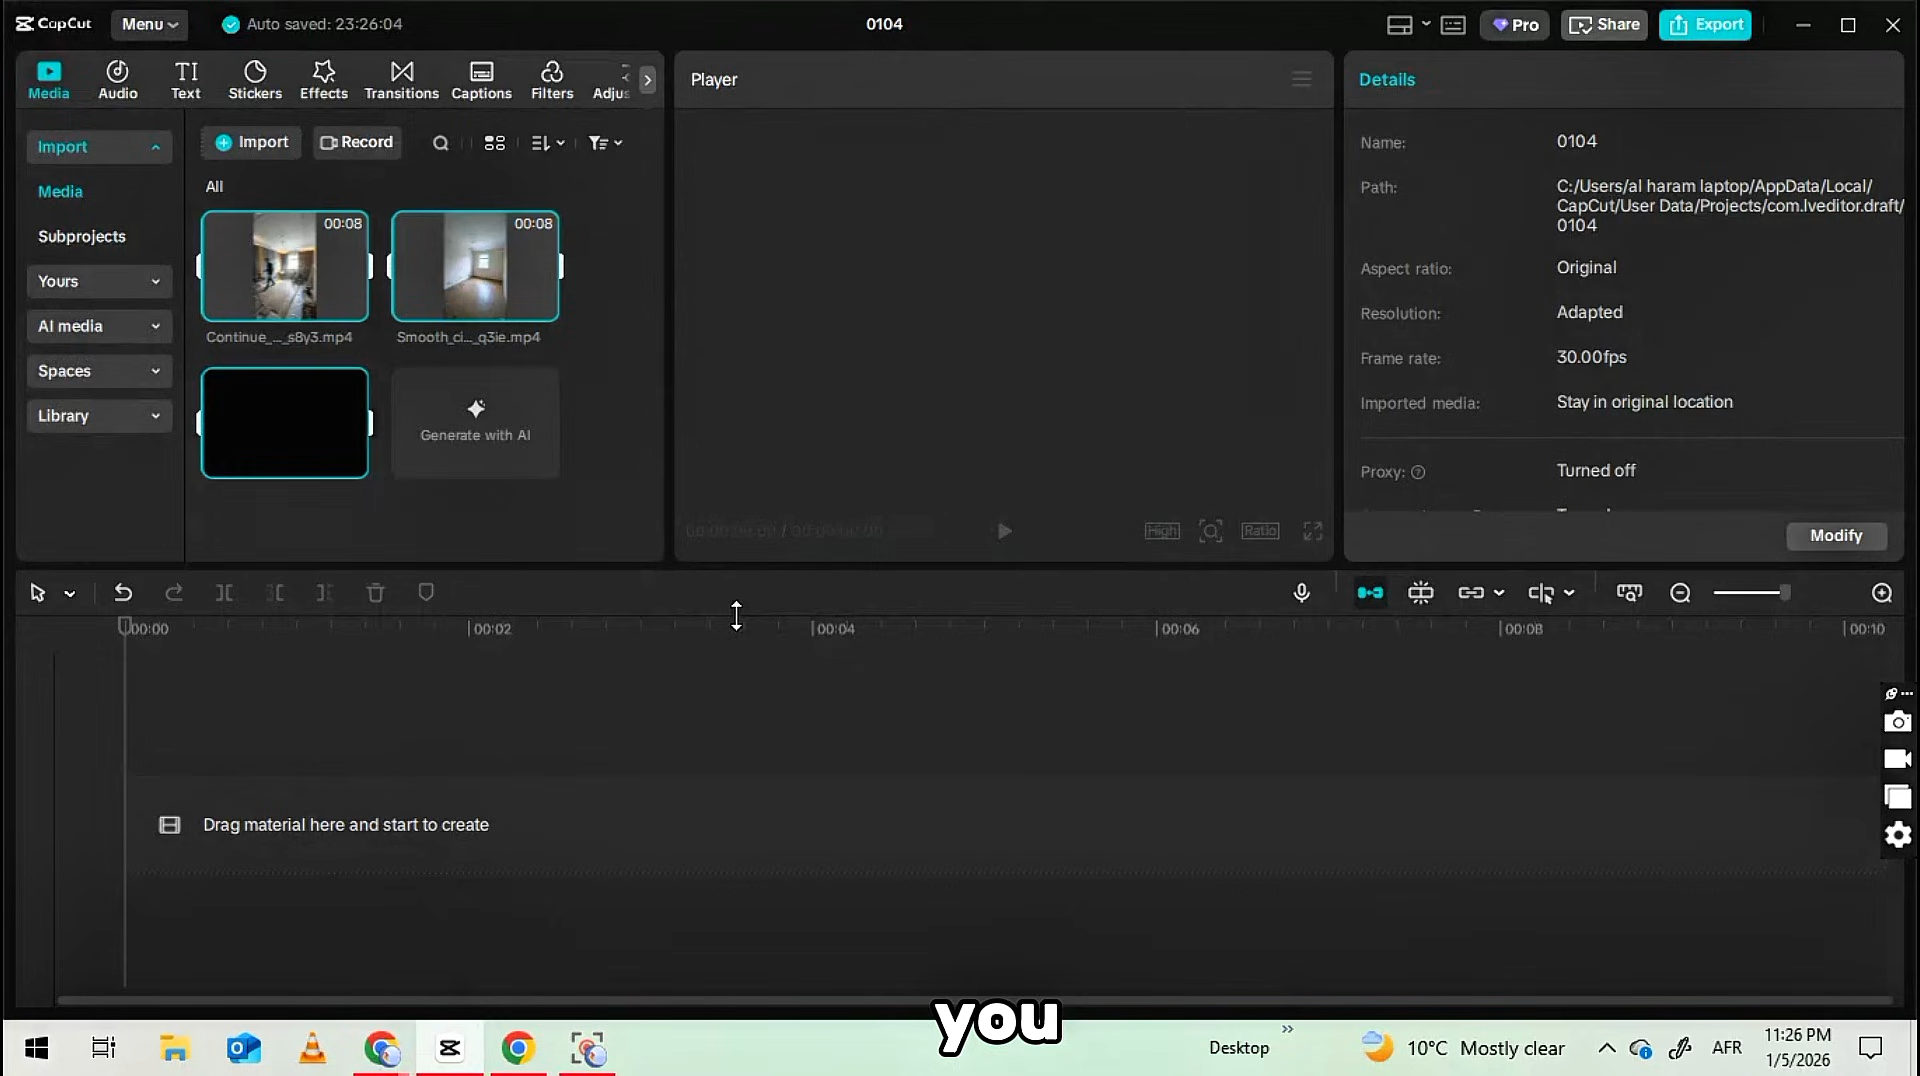 CapCut
Menu
Auto saved: 23:26:04
0104
Pro
Share
Export
Media
Audio
Text
Stickers
Effects
Transitions
Captions
Filters
Adjus
Player
Details
Import
Media
Subprojects
Yours
AI media
Spaces
Library
Import
Record
All
00:08
00:08
Continue_..._s8y3.mp4
Smooth_ci..._q3ie.mp4
Generate with AI
High
Ratio
Name: 0104
Path: C:/Users/al haram laptop/AppData/Local/
CapCut/User Data/Projects/com.lveditor.draft/
0104
Aspect ratio: Original
Resolution: Adapted
Frame rate: 30.00fps
Imported media: Stay in original location
Proxy: Turned off
Modify
00:00
00:02
00:04
00:06
00:08
00:10
Drag material here and start to create
you
Desktop
10°C Mostly clear
AFR
11:26 PM
1/5/2026